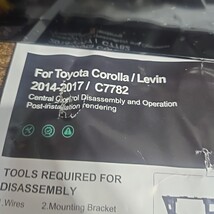 For Toyota Corolla / Levin
2014-2017 / C7782
Central Control Disassembly and Operation
Post-installation rendering
TOOLS REQUIRED FOR
DISASSEMBLY
1.Wires 2.Mounting Bracket